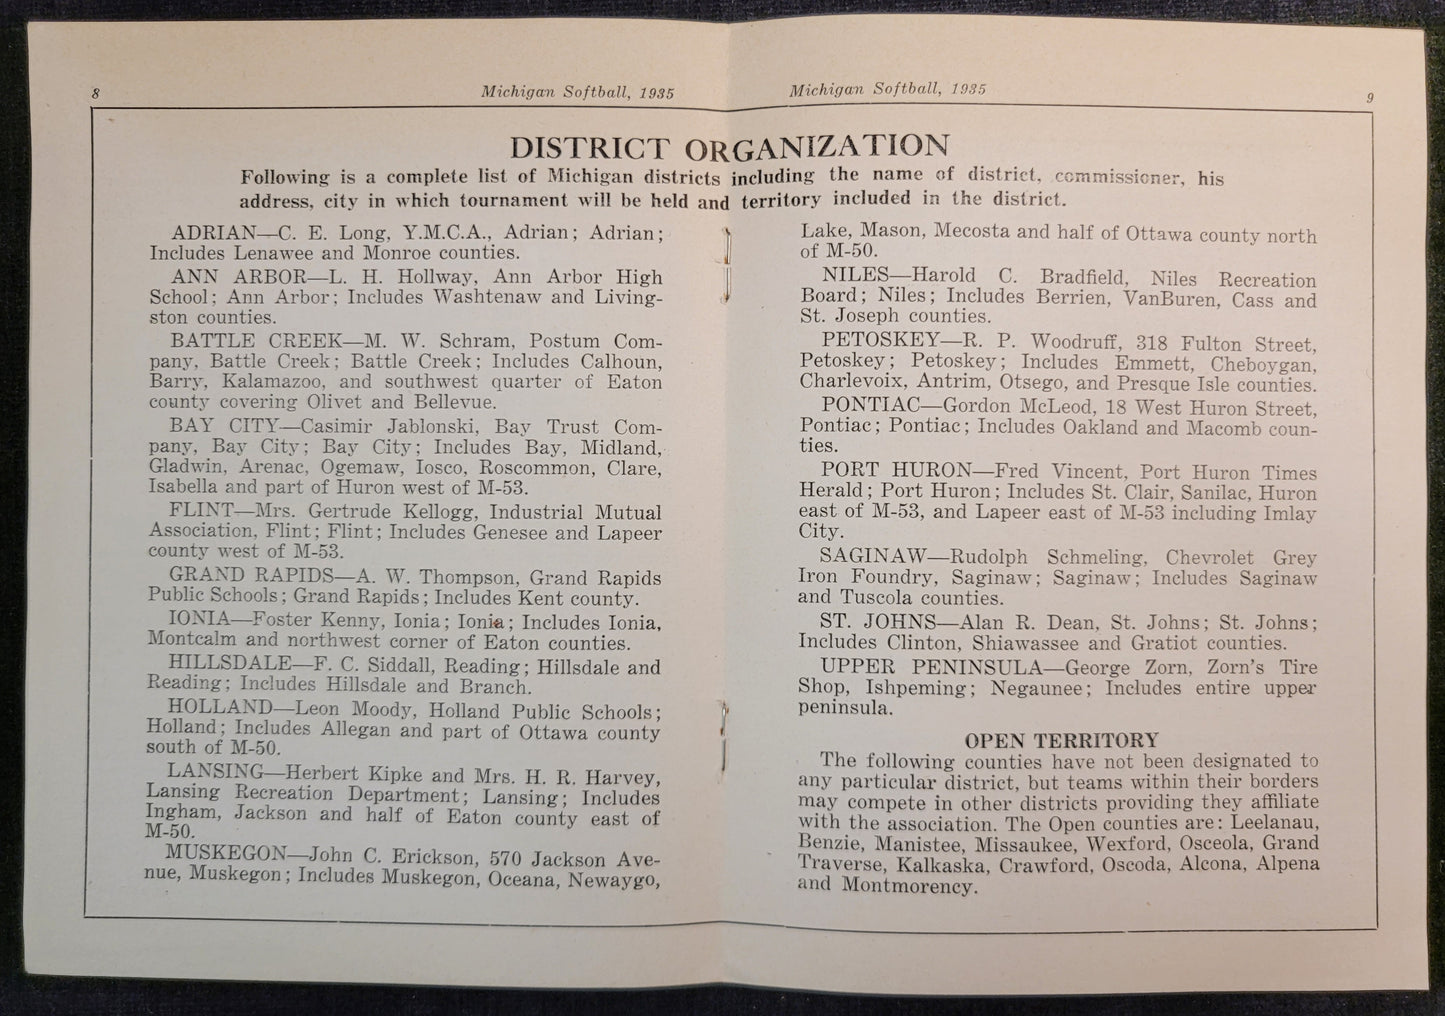 8
Michigan Softball, 1935
Michigan Softball, 1935
9
DISTRICT ORGANIZATION
Following is a complete list of Michigan districts including the name of district, commissioner, his
address, city in which tournament will be held and territory included in the district.
ADRIAN—C. E. Long, Y.M.C.A., Adrian; Adrian;
Includes Lenawee and Monroe counties.
ANN ARBOR—L. H. Hollway, Ann Arbor High
School; Ann Arbor; Includes Washtenaw and Living-
ston counties.
BATTLE CREEK—M. W. Schram, Postum Com-
pany, Battle Creek; Battle Creek; Includes Calhoun,
Barry, Kalamazoo, and southwest quarter of Eaton
county covering Olivet and Bellevue.
BAY CITY—Casimir Jablonski, Bay Trust Com-
pany, Bay City; Bay City; Includes Bay, Midland,
Gladwin, Arenac, Ogemaw, Iosco, Roscommon, Clare,
Isabella and part of Huron west of M-53.
FLINT—Mrs. Gertrude Kellogg, Industrial Mutual
Association, Flint; Flint; Includes Genesee and Lapeer
county west of M-53.
GRAND RAPIDS—A. W. Thompson, Grand Rapids
Public Schools; Grand Rapids; Includes Kent county.
IONIA—Foster Kenny, Ionia; Ionia; Includes Ionia,
Montcalm and northwest corner of Eaton counties.
HILLSDALE—F. C. Siddall, Reading; Hillsdale and
Reading; Includes Hillsdale and Branch.
HOLLAND—Leon Moody, Holland Public Schools;
Holland; Includes Allegan and part of Ottawa county
south of M-50.
LANSING—Herbert Kipke and Mrs. H. R. Harvey,
Lansing Recreation Department; Lansing; Includes
Ingham, Jackson and half of Eaton county east of
M-50.
MUSKEGON—John C. Erickson, 570 Jackson Ave-
nue, Muskegon; Includes Muskegon, Oceana, Newaygo,
Lake, Mason, Mecosta and half of Ottawa county north
of M-50.
NILES—Harold C. Bradfield, Niles Recreation
Board; Niles; Includes Berrien, VanBuren, Cass and
St. Joseph counties.
PETOSKEY—R. P. Woodruff, 318 Fulton Street,
Petoskey; Petoskey; Includes Emmett, Cheboygan,
Charlevoix, Antrim, Otsego, and Presque Isle counties.
PONTIAC—Gordon McLeod, 18 West Huron Street,
Pontiac; Pontiac; Includes Oakland and Macomb coun-
ties.
PORT HURON—Fred Vincent, Port Huron Times
Herald; Port Huron; Includes St. Clair, Sanilac, Huron
east of M-53, and Lapeer east of M-53 including Imlay
City.
SAGINAW—Rudolph Schmeling, Chevrolet Grey
Iron Foundry, Saginaw; Saginaw; Includes Saginaw
and Tuscola counties.
ST. JOHNS—Alan R. Dean, St. Johns; St. Johns;
Includes Clinton, Shiawassee and Gratiot counties.
UPPER PENINSULA—George Zorn, Zorn's Tire
Shop, Ishpeming; Negaunee; Includes entire upper
peninsula.
OPEN TERRITORY
The following counties have not been designated to
any particular district, but teams within their borders
may compete in other districts providing they affiliate
with the association. The Open counties are: Leelanau,
Benzie, Manistee, Missaukee, Wexford, Osceola, Grand
Traverse, Kalkaska, Crawford, Oscoda, Alcona, Alpena
and Montmorency.